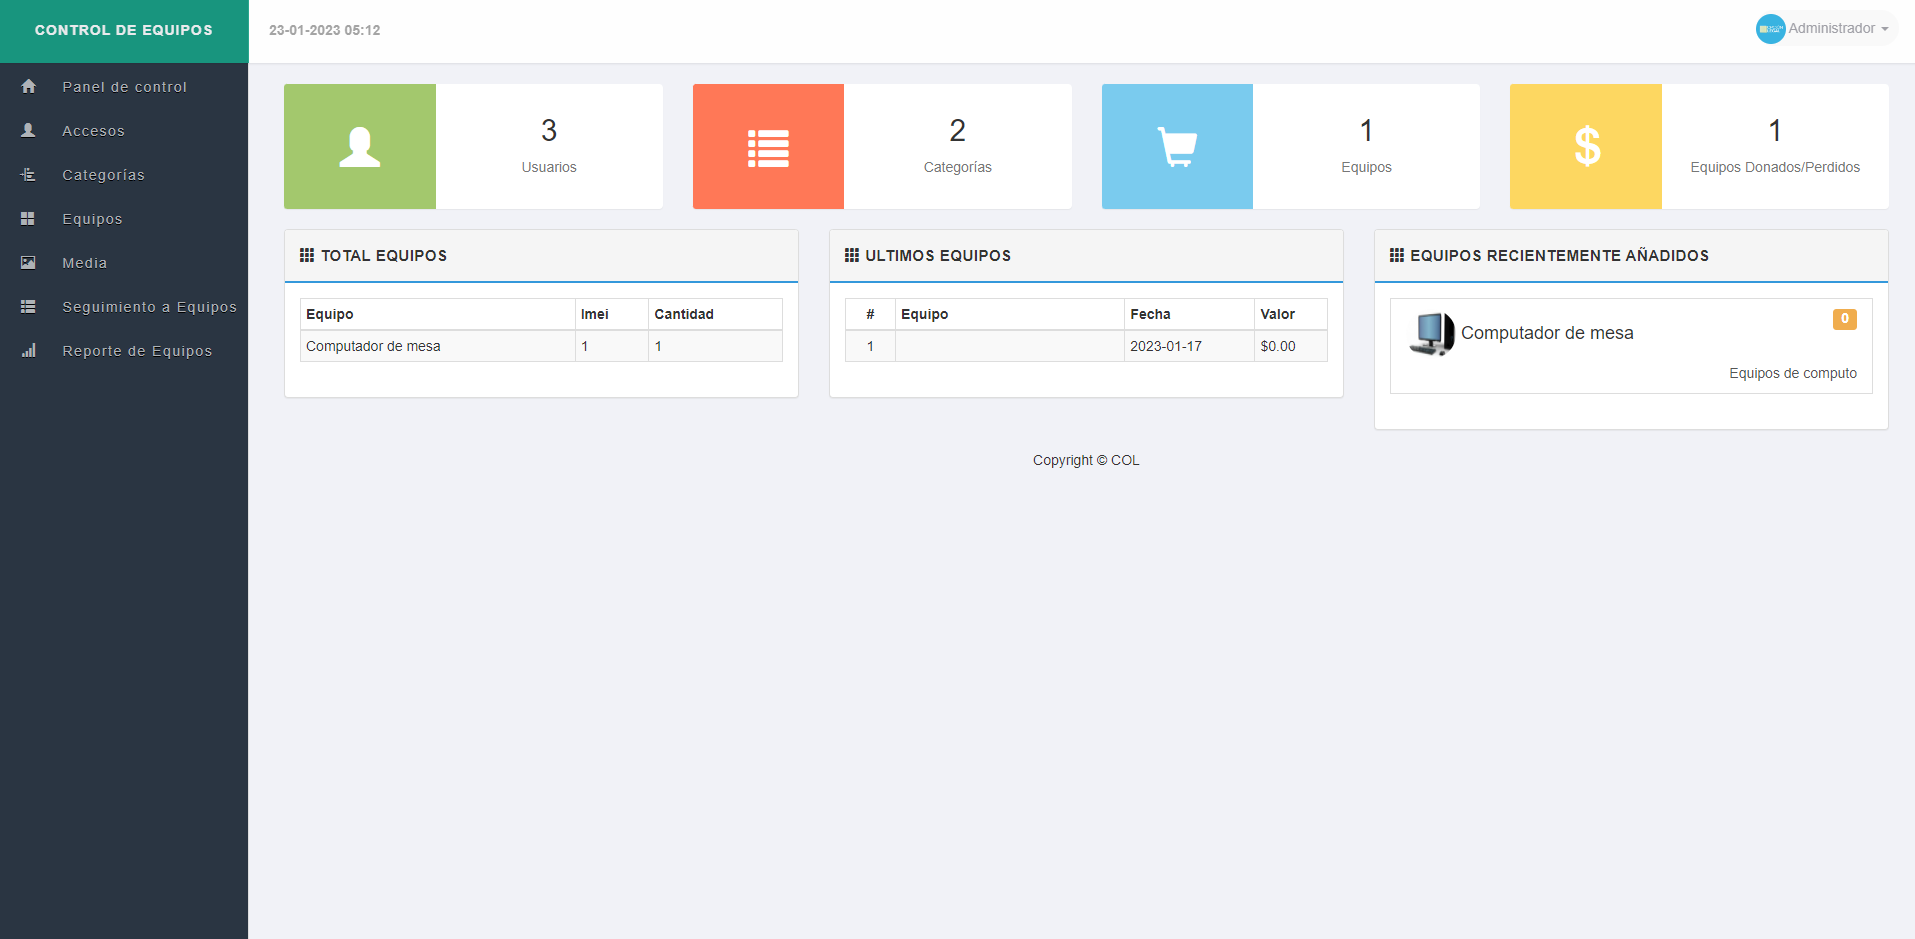 CONTROL DE EQUIPOS
23-01-2023 05:12
Administrador
Panel de control
Accesos
Categorías
Equipos
Media
Seguimiento a Equipos
Reporte de Equipos
3
Usuarios
2
Categorías
1
Equipos
$
1
Equipos Donados/Perdidos
TOTAL EQUIPOS
Equipo Imei Cantidad
Computador de mesa 1 1
ULTIMOS EQUIPOS
# Equipo Fecha Valor
1 2023-01-17 $0.00
EQUIPOS RECIENTEMENTE AÑADIDOS
0
Computador de mesa
Equipos de computo
Copyright © COL